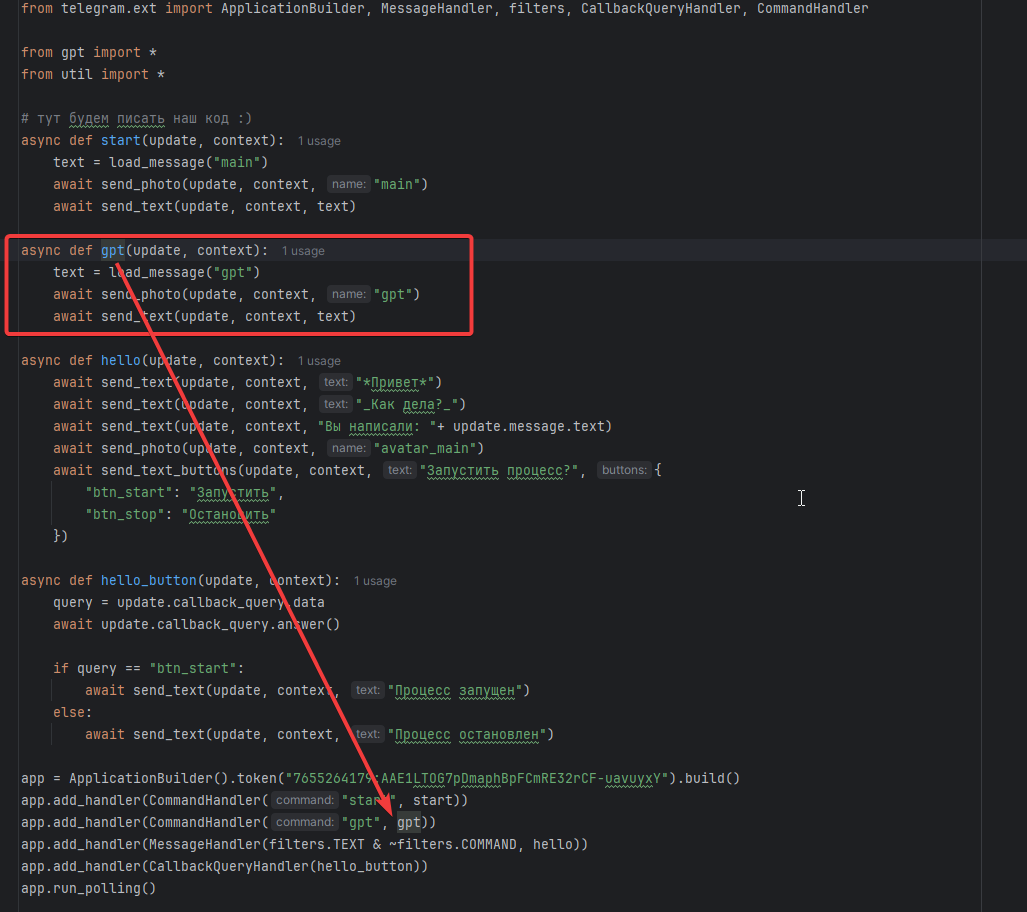 from telegram.ext import ApplicationBuilder, MessageHandler, filters, CallbackQueryHandler, CommandHandler
from gpt import *
from util import *
# тут будем писать наш код :)
async def start(update, context): 1 usage
text = load_message("main")
await send_photo(update, context, name: "main")
await send_text(update, context, text)
async def gpt(update, context): 1 usage
text = load_message("gpt")
await send_photo(update, context, name: "gpt")
await send_text(update, context, text)
async def hello(update, context): 1 usage
await send_text(update, context, text: "*Привет*")
await send_text(update, context, text: "_Как дела?_")
await send_text(update, context, "Вы написали: "+ update.message.text)
await send_photo(update, context, name: "avatar_main")
await send_text_buttons(update, context, text: "Запустить процесс?", buttons: {
"btn_start": "Запустить",
"btn_stop": "Остановить"
})
async def hello_button(update, context): 1 usage
query = update.callback_query.data
await update.callback_query.answer()
if query == "btn_start":
await send_text(update, context, text: "Процесс запущен")
else:
await send_text(update, context, text: "Процесс остановлен")
app = ApplicationBuilder().token("7655264179:AAE1LTOG7pDmaphBpFCmRE32rCF-uavuyxY").build()
app.add_handler(CommandHandler( command: "start", start))
app.add_handler(CommandHandler( command: "gpt", gpt))
app.add_handler(MessageHandler(filters.TEXT & ~filters.COMMAND, hello))
app.add_handler(CallbackQueryHandler(hello_button))
app.run_polling()